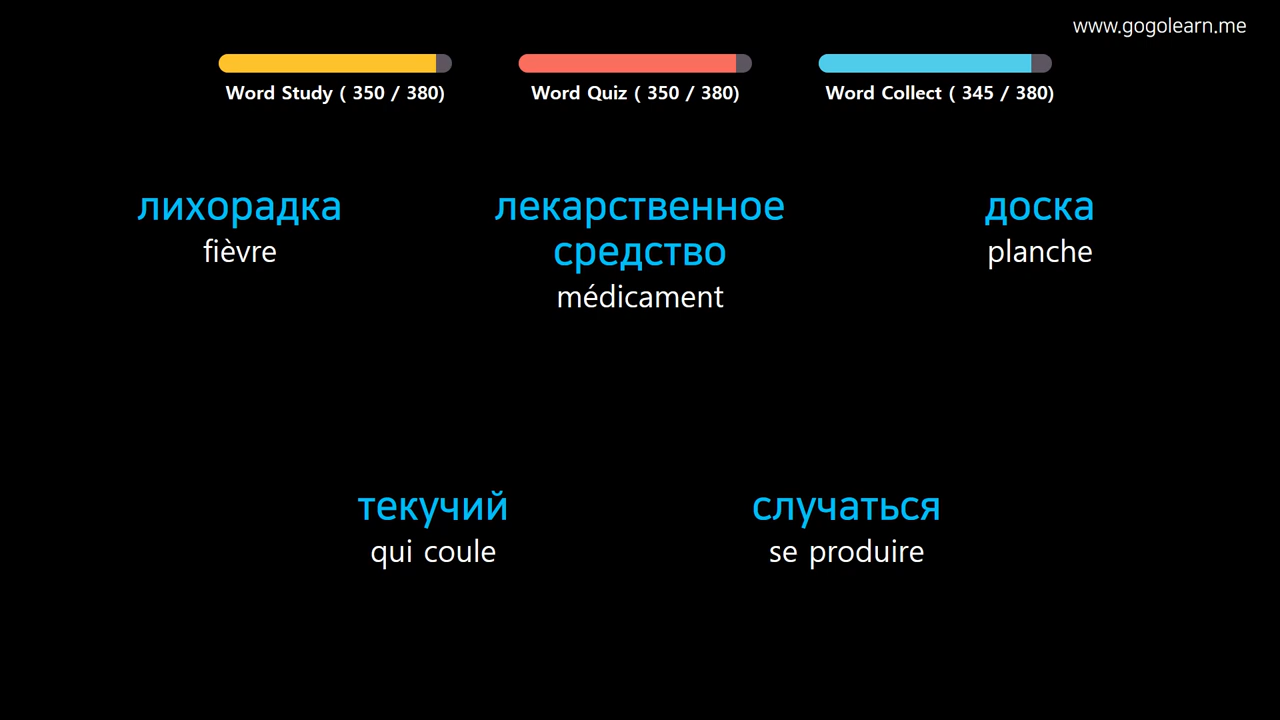 www.gogolearn.me
Word Study ( 350 / 380)
Word Quiz ( 350 / 380)
Word Collect ( 345 / 380)
лихорадка
fièvre
лекарственное
средство
médicament
доска
planche
текучий
qui coule
случаться
se produire